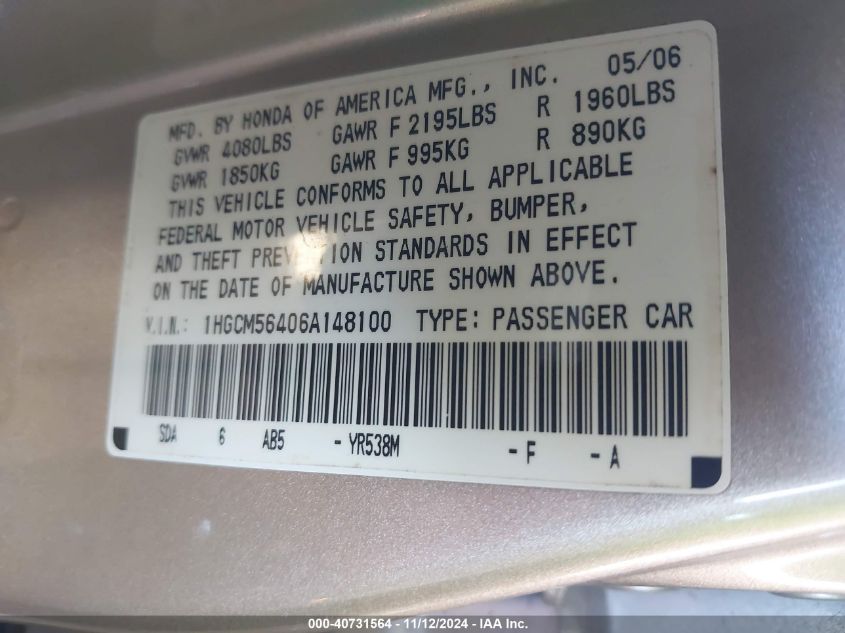 MFD. BY HONDA OF AMERICA MFG., INC. 05/06
GVWR 4080LBS GAWR F 2195LBS R 1960LBS
GVWR 1850KG GAWR F 995KG R 890KG
THIS VEHICLE CONFORMS TO ALL APPLICABLE
FEDERAL MOTOR VEHICLE SAFETY, BUMPER,
AND THEFT PREVENTION STANDARDS IN EFFECT
ON THE DATE OF MANUFACTURE SHOWN ABOVE.
V.I.N.: 1HGCM56406A148100 TYPE: PASSENGER CAR
SDA 6 AB5 - YR538M - F - A
000-40731564 - 11/12/2024 - IAA Inc.